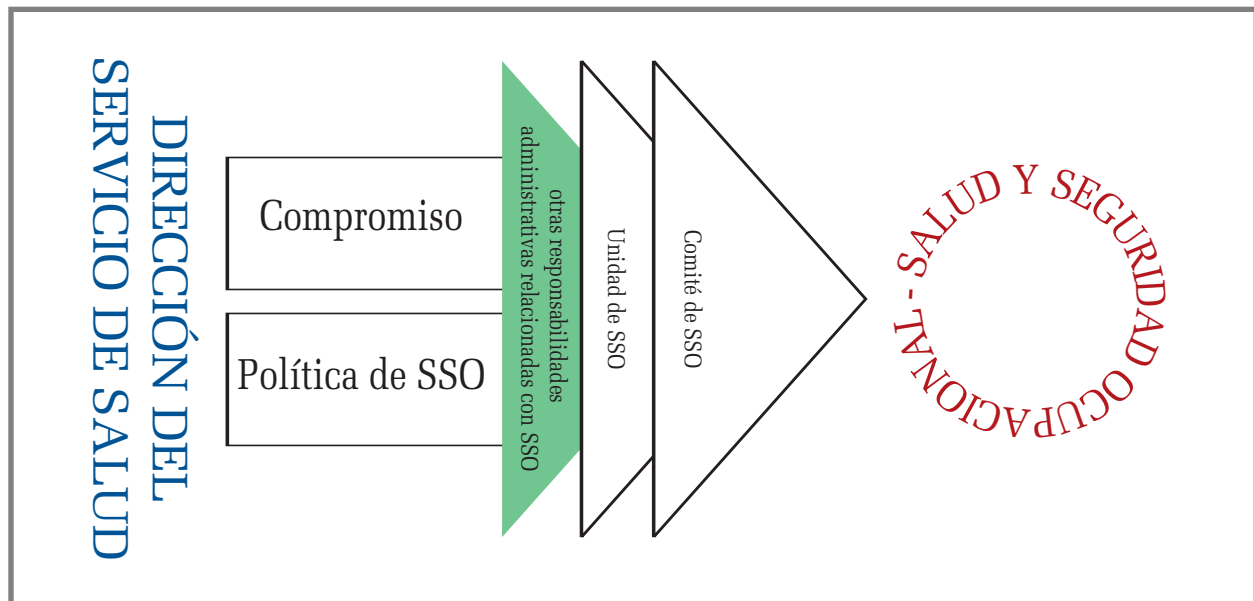 DIRECCIÓN DEL
SERVICIO DE SALUD
Compromiso
Política de SSO
otras responsabilidades
administrativas relacionadas con SSO
Unidad de SSO
Comité de SSO
SALUD Y SEGURIDAD OCUPACIONAL-